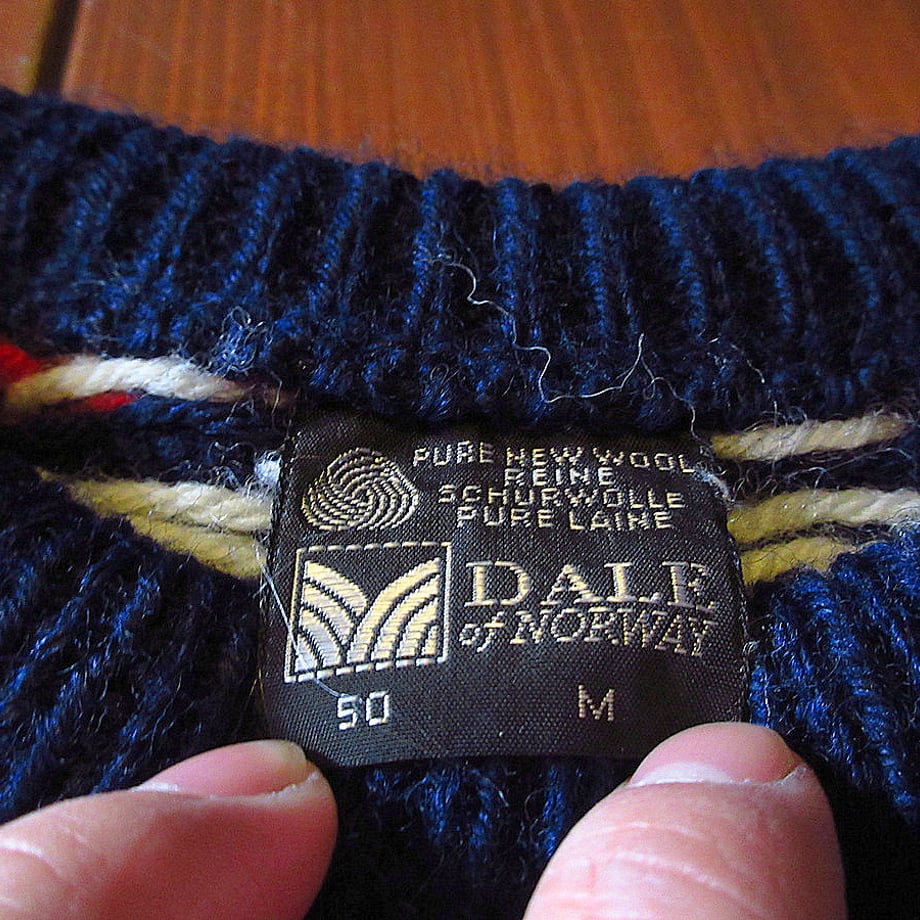 PURE NEW WOOL
REINE
SCHURWOLLE
PURE LAINE
DALE
of NORWAY
50 M